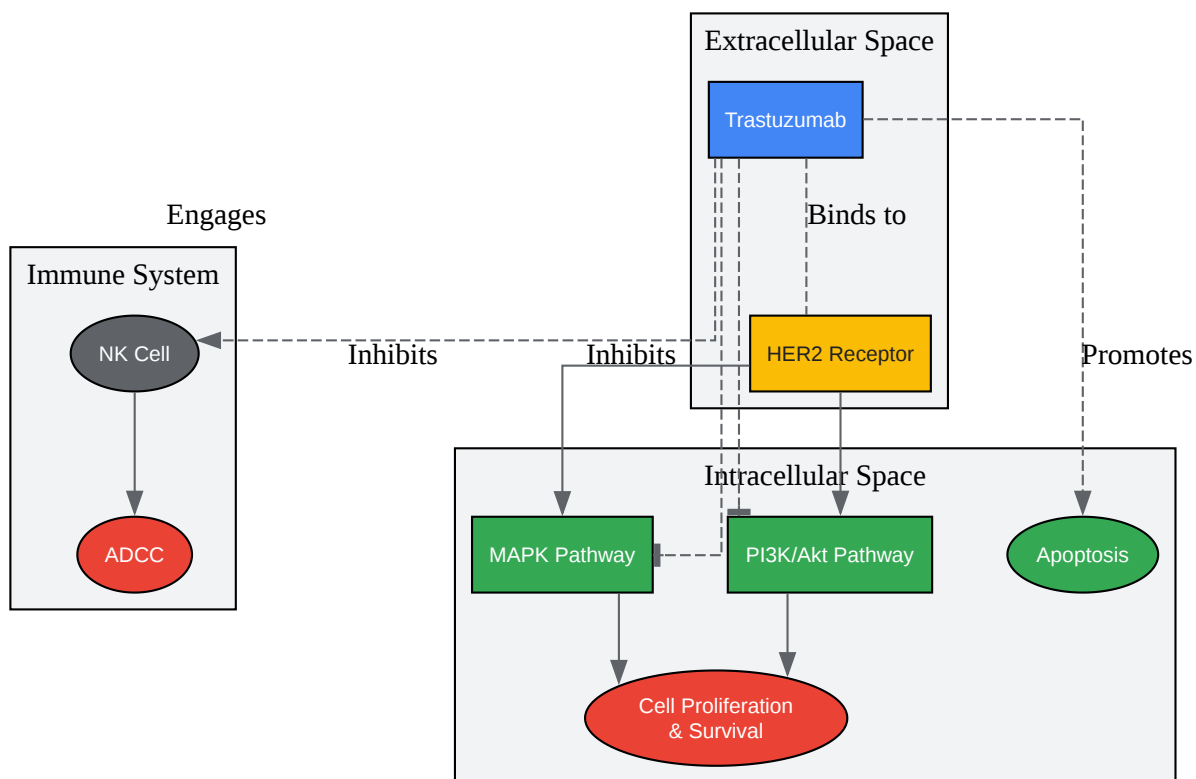 Extracellular Space
Trastuzumab
Engages
Binds to
Immune System
NK Cell
Inhibits
Inhibits
HER2 Receptor
Promotes
Intracellular Space
ADCC
MAPK Pathway
PI3K/Akt Pathway
Apoptosis
Cell Proliferation
& Survival